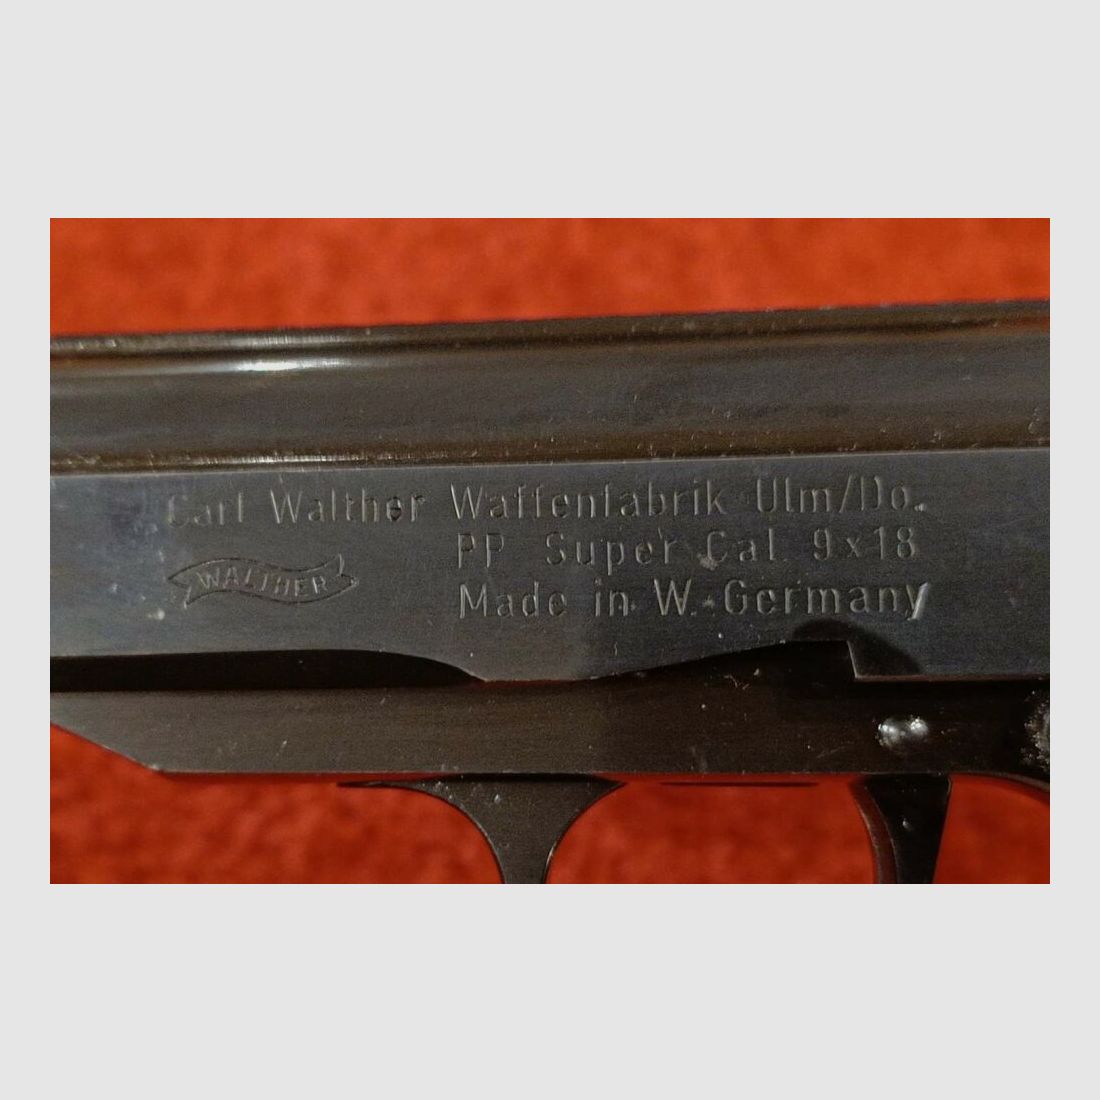 Carl Walther Waffenfabrik Ulm/Do.
PP Super Cal. 9x18
WALTHER
Made in W.-Germany